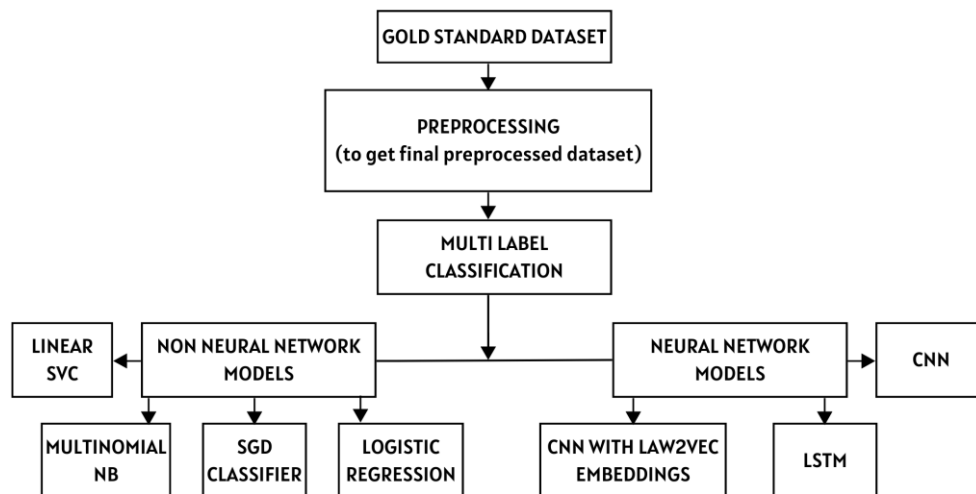 GOLD STANDARD DATASET
PREPROCESSING
(to get final preprocessed dataset)
MULTI LABEL
CLASSIFICATION
LINEAR
SVC
NON NEURAL NETWORK
MODELS
NEURAL NETWORK
MODELS
CNN
MULTINOMIAL
NB
SGD
CLASSIFIER
LOGISTIC
REGRESSION
CNN WITH LAW2VEC
EMBEDDINGS
LSTM